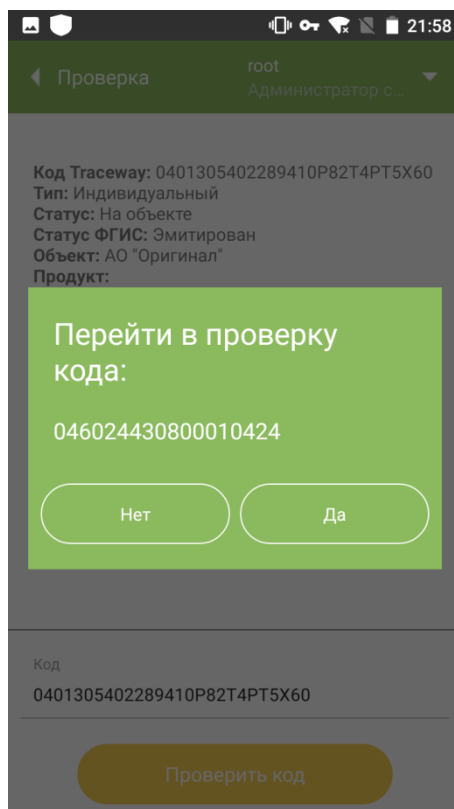 21:58
Проверка
root
Администратор с...
Код Traceway: 0401305402289410P82T4PT5X60
Тип: Индивидуальный
Статус: На объекте
Статус ФГИС: Эмитирован
Объект: АО "Оригинал"
Продукт:
Перейти в проверку
кода:
046024430800010424
Нет
Да
Код
0401305402289410P82T4PT5X60
Проверить код